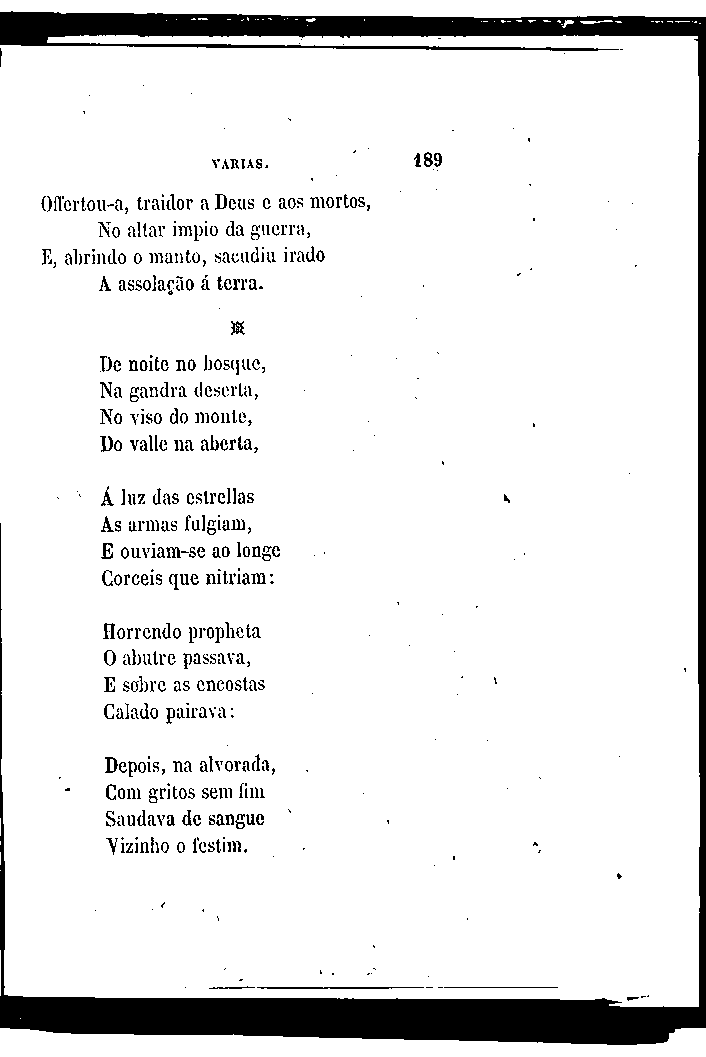 VARIAS. 189
Offertou-a, traidor a Deus e aos mortos,
No altar impio da guerra,
E, abrindo o manto, sacudiu irado
A assolação á terra.
De noite no bosque,
Na gandra deserta,
No viso do monte,
Do valle na aberta,
Á luz das estrellas
As armas fulgiam,
E ouviam-se ao longe
Corceis que nitriam:
Horrendo propheta
O abutre passava,
E sobre as encostas
Calado pairava:
Depois, na alvorada,
Com gritos sem fim
Saudava de sangue
Vizinho o festim.